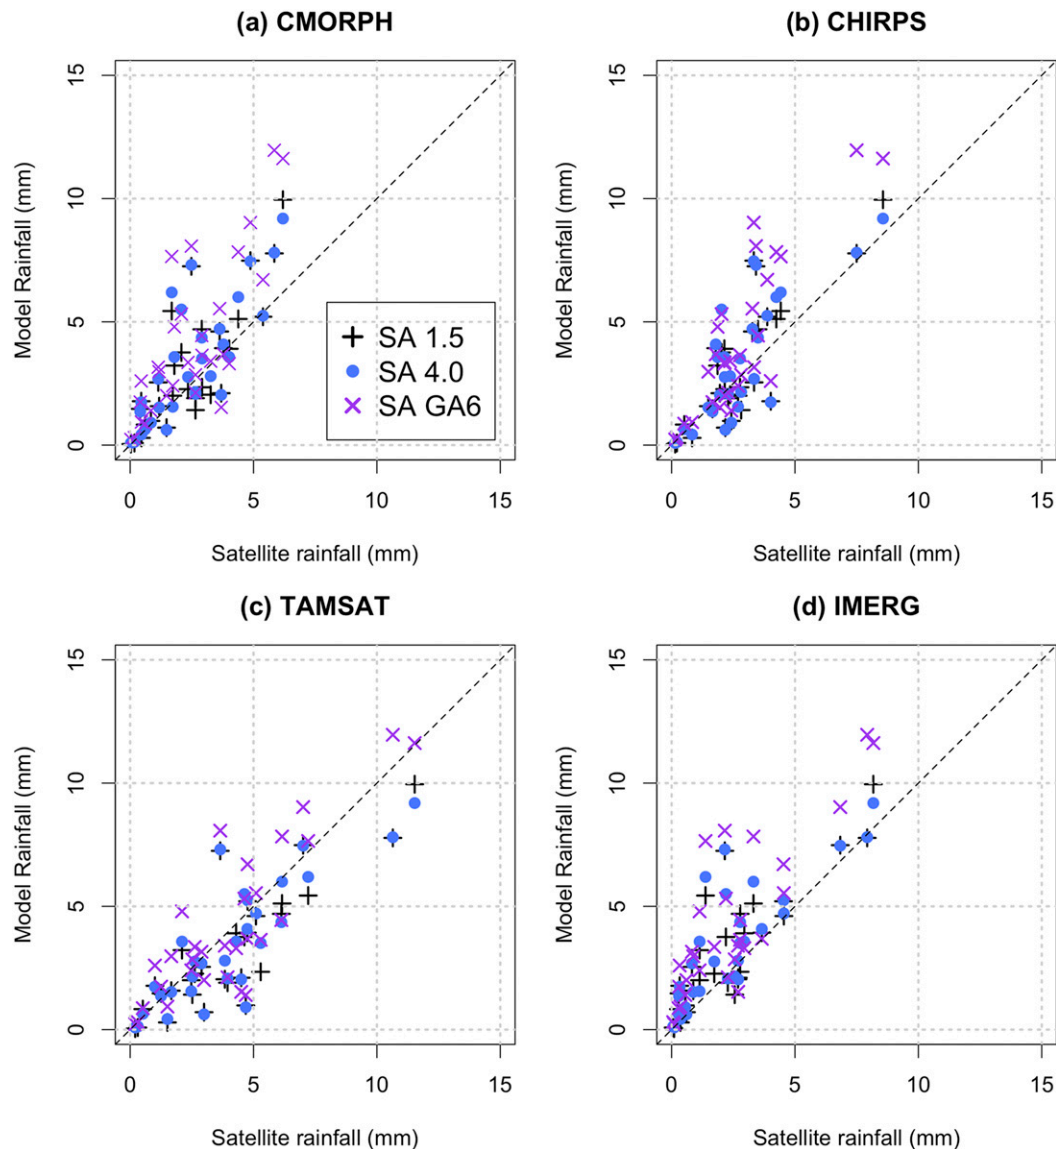 (a) CMORPH
Model Rainfall (mm)
15
10
5
0
0 5 10 15
Satellite rainfall (mm)
SA 1.5
SA 4.0
SA GA6
(b) CHIRPS
Model Rainfall (mm)
15
10
5
0
0 5 10 15
Satellite rainfall (mm)
(c) TAMSAT
Model Rainfall (mm)
15
10
5
0
0 5 10 15
Satellite rainfall (mm)
(d) IMERG
Model Rainfall (mm)
15
10
5
0
0 5 10 15
Satellite rainfall (mm)